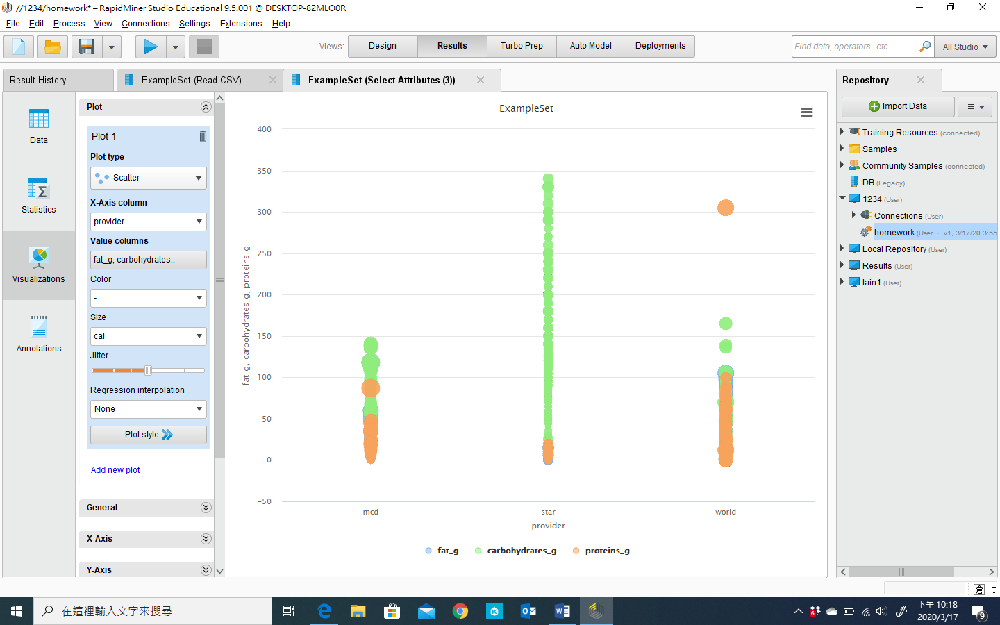 //1234/homework* – RapidMiner Studio Educational 9.5.001 @ DESKTOP-82MLO0R
File Edit Process View Connections Settings Extensions Help
Views: Design Results Turbo Prep Auto Model Deployments
Find data, operators...etc
All Studio
Result History
ExampleSet (Read CSV)
ExampleSet (Select Attributes (3))
Data
Statistics
Visualizations
Annotations
Plot
Plot 1
Plot type
Scatter
X-Axis column
provider
Value columns
fat_g, carbohydrates..
Color
-
Size
cal
Jitter
Regression interpolation
None
Plot style
Add new plot
General
X-Axis
Y-Axis
ExampleSet
fat_g, carbohydrates_g, proteins_g
400
350
300
250
200
150
100
50
0
-50
mcd star world
provider
fat_g carbohydrates_g proteins_g
Repository
Import Data
Training Resources (connected)
Samples
Community Samples (connected)
DB (Legacy)
1234 (User)
Connections (User)
homework (User - v1, 3/17/20 3:55
Local Repository (User)
Results (User)
tain1 (User)
倉
在這裡輸入文字來搜尋
6
下午 10:18
2020/3/17
9